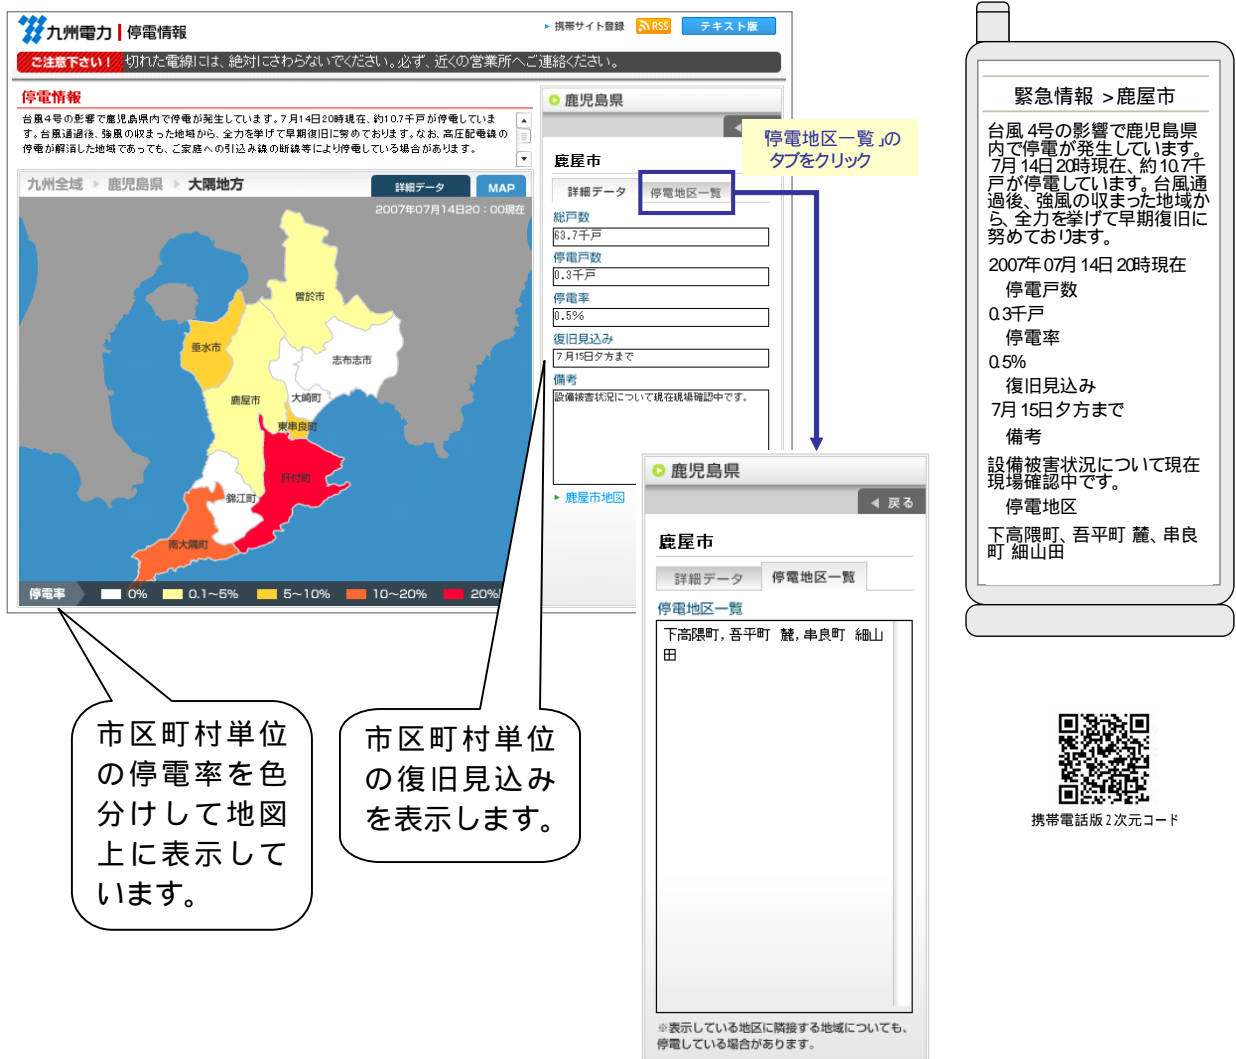 九州電力 停電情報
携帯サイト登録 RSS テキスト版
ご注意下さい! 切れた電線には、絶対にさわらないでください。必ず、近くの営業所へご連絡ください。
停電情報
台風4号の影響で鹿児島県内で停電が発生しています。7月14日20時現在、約10.7千戸が停電していま
す。台風通過後、強風の収まった地域から、全力を挙げて早期復旧に努めております。なお、高圧配電線の
停電が解消した地域であっても、ご家庭への引込み線の断線等により停電している場合があります。
九州全域 鹿児島県 大隅地方
詳細データ MAP
2007年07月14日20:00現在
曽於市
垂水市
志布志市
鹿屋市
大崎町
東串良町
肝付町
錦江町
南大隅町
停電率 0% 0.1~5% 5~10% 10~20% 20%
鹿児島県
鹿屋市
詳細データ 停電地区一覧
総戸数
63.7千戸
停電戸数
0.3千戸
停電率
0.5%
復旧見込み
7月15日夕方まで
備考
設備被害状況について現在現場確認中です。
鹿屋市地図
「停電地区一覧」の
タブをクリック
鹿児島県
戻る
鹿屋市
詳細データ 停電地区一覧
停電地区一覧
下高隈町,吾平町 麓,串良町 細山
田
※表示している地区に隣接する地域についても、
停電している場合があります。
市区町村単位
の停電率を色
分けして地図
上に表示して
います。
市区町村単位
の復旧見込み
を表示します。
緊急情報 >鹿屋市
台風4号の影響で鹿児島県
内で停電が発生しています。
7月14日20時現在、約10.7千
戸が停電しています。台風通
過後、強風の収まった地域か
ら、全力を挙げて早期復旧に
努めております。
2007年07月14日20時現在
停電戸数
0.3千戸
停電率
0.5%
復旧見込み
7月15日夕方まで
備考
設備被害状況について現在
現場確認中です。
停電地区
下高隈町、吾平町 麓、串良
町 細山田
携帯電話版2次元コード